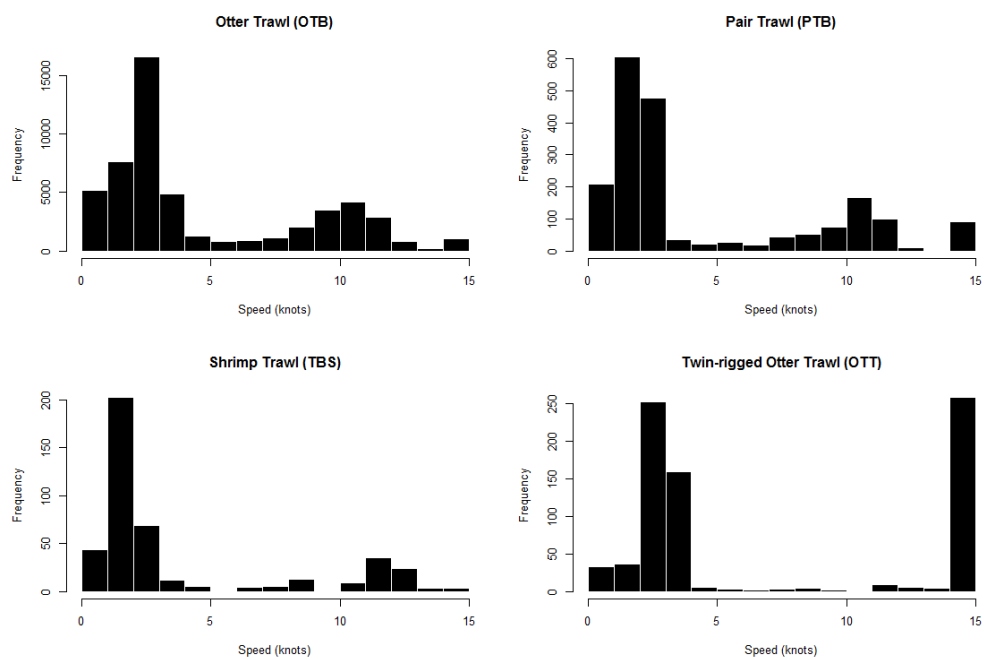 Otter Trawl (OTB)
Frequency
0
5000
10000
15000
0 5 10 15
Speed (knots)
Pair Trawl (PTB)
Frequency
0
100
200
300
400
500
600
0 5 10 15
Speed (knots)
Shrimp Trawl (TBS)
Frequency
0
50
100
150
200
0 5 10 15
Speed (knots)
Twin-rigged Otter Trawl (OTT)
Frequency
0
50
100
150
200
250
0 5 10 15
Speed (knots)